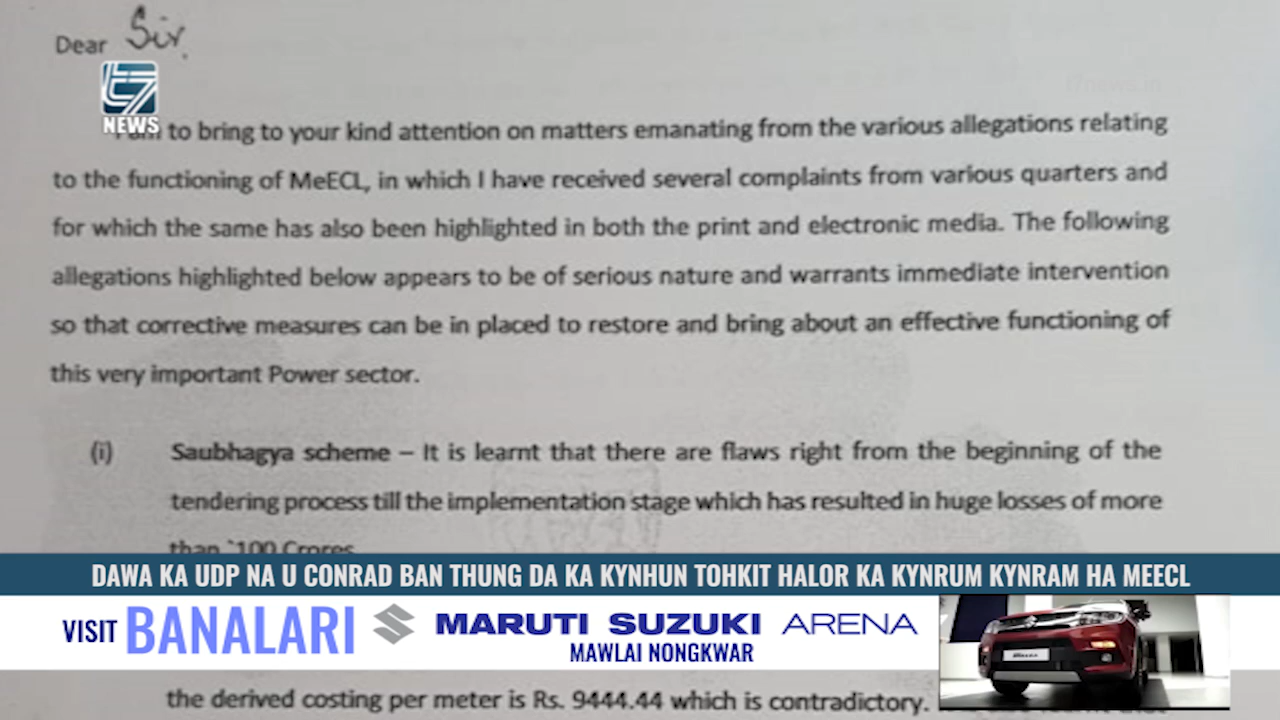 Dear Sir.
T7
NEWS
t7news.in
to bring to your kind attention on matters emanating from the various allegations relating
to the functioning of MeECL, in which I have received several complaints from various quarters and
for which the same has also been highlighted in both the print and electronic media. The following
allegations highlighted below appears to be of serious nature and warrants immediate intervention
so that corrective measures can be in placed to restore and bring about an effective functioning of
this very important Power sector.
(i) Saubhagya scheme – It is learnt that there are flaws right from the beginning of the
tendering process till the implementation stage which has resulted in huge losses of more
than `100 Crores
DAWA KA UDP NA U CONRAD BAN THUNG DA KA KYNHUN TOHKIT HALOR KA KYNRUM KYNRAM HA MEECL
VISIT BANALARI MARUTI SUZUKI ARENA
MAWLAI NONGKWAR
the derived costing per meter is Rs. 9444.44 which is contradictory.